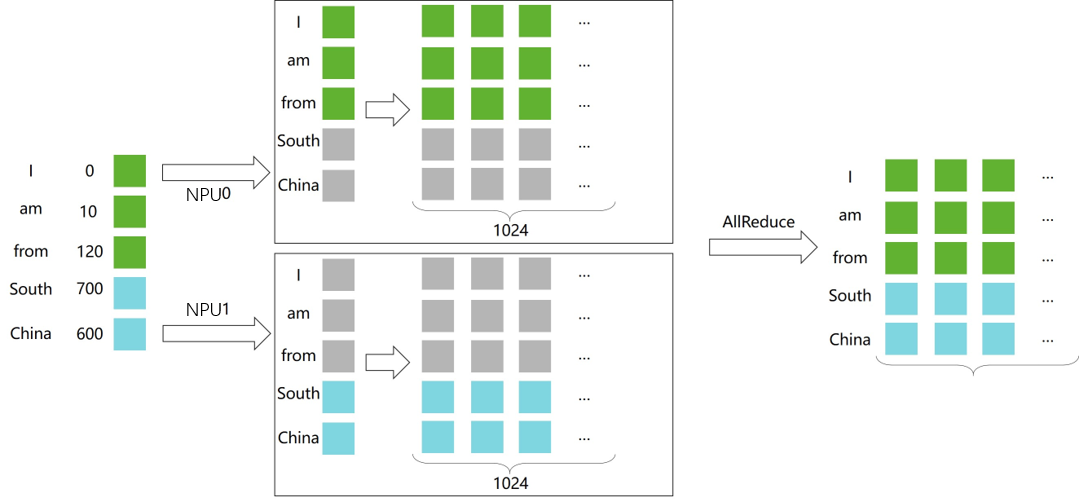 I 0
am 10
from 120
South 700
China 600
NPU0
NPU1
I ...
am ...
from ...
South ...
China ...
1024
I ...
am ...
from ...
South ...
China ...
1024
AllReduce
I ...
am ...
from ...
South ...
China ...